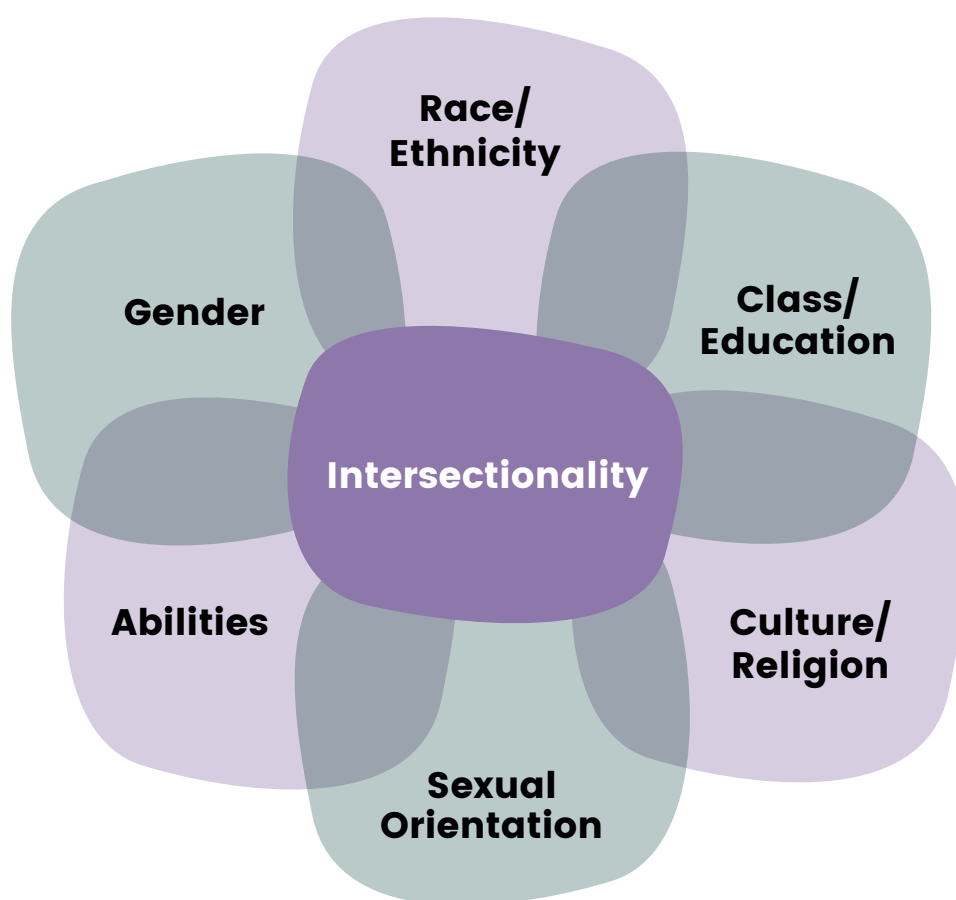 Race/
Ethnicity
Gender
Class/
Education
Intersectionality
Abilities
Culture/
Religion
Sexual
Orientation